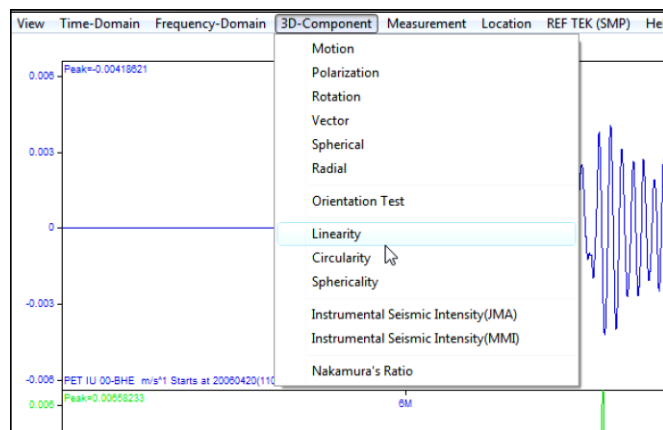 View Time-Domain Frequency-Domain 3D-Component Measurement Location REF TEK (SMP) He
Motion
Polarization
Rotation
Vector
Spherical
Radial
Orientation Test
Linearity
Circularity
Sphericality
Instrumental Seismic Intensity(JMA)
Instrumental Seismic Intensity(MMI)
Nakamura's Ratio
0.006 Peak=-0.00418621
0.003
0
-0.003
-0.006 PET IU 00-BHE m/s^1 Starts at 20060420(110
0.006 Peak=0.00658233
6M